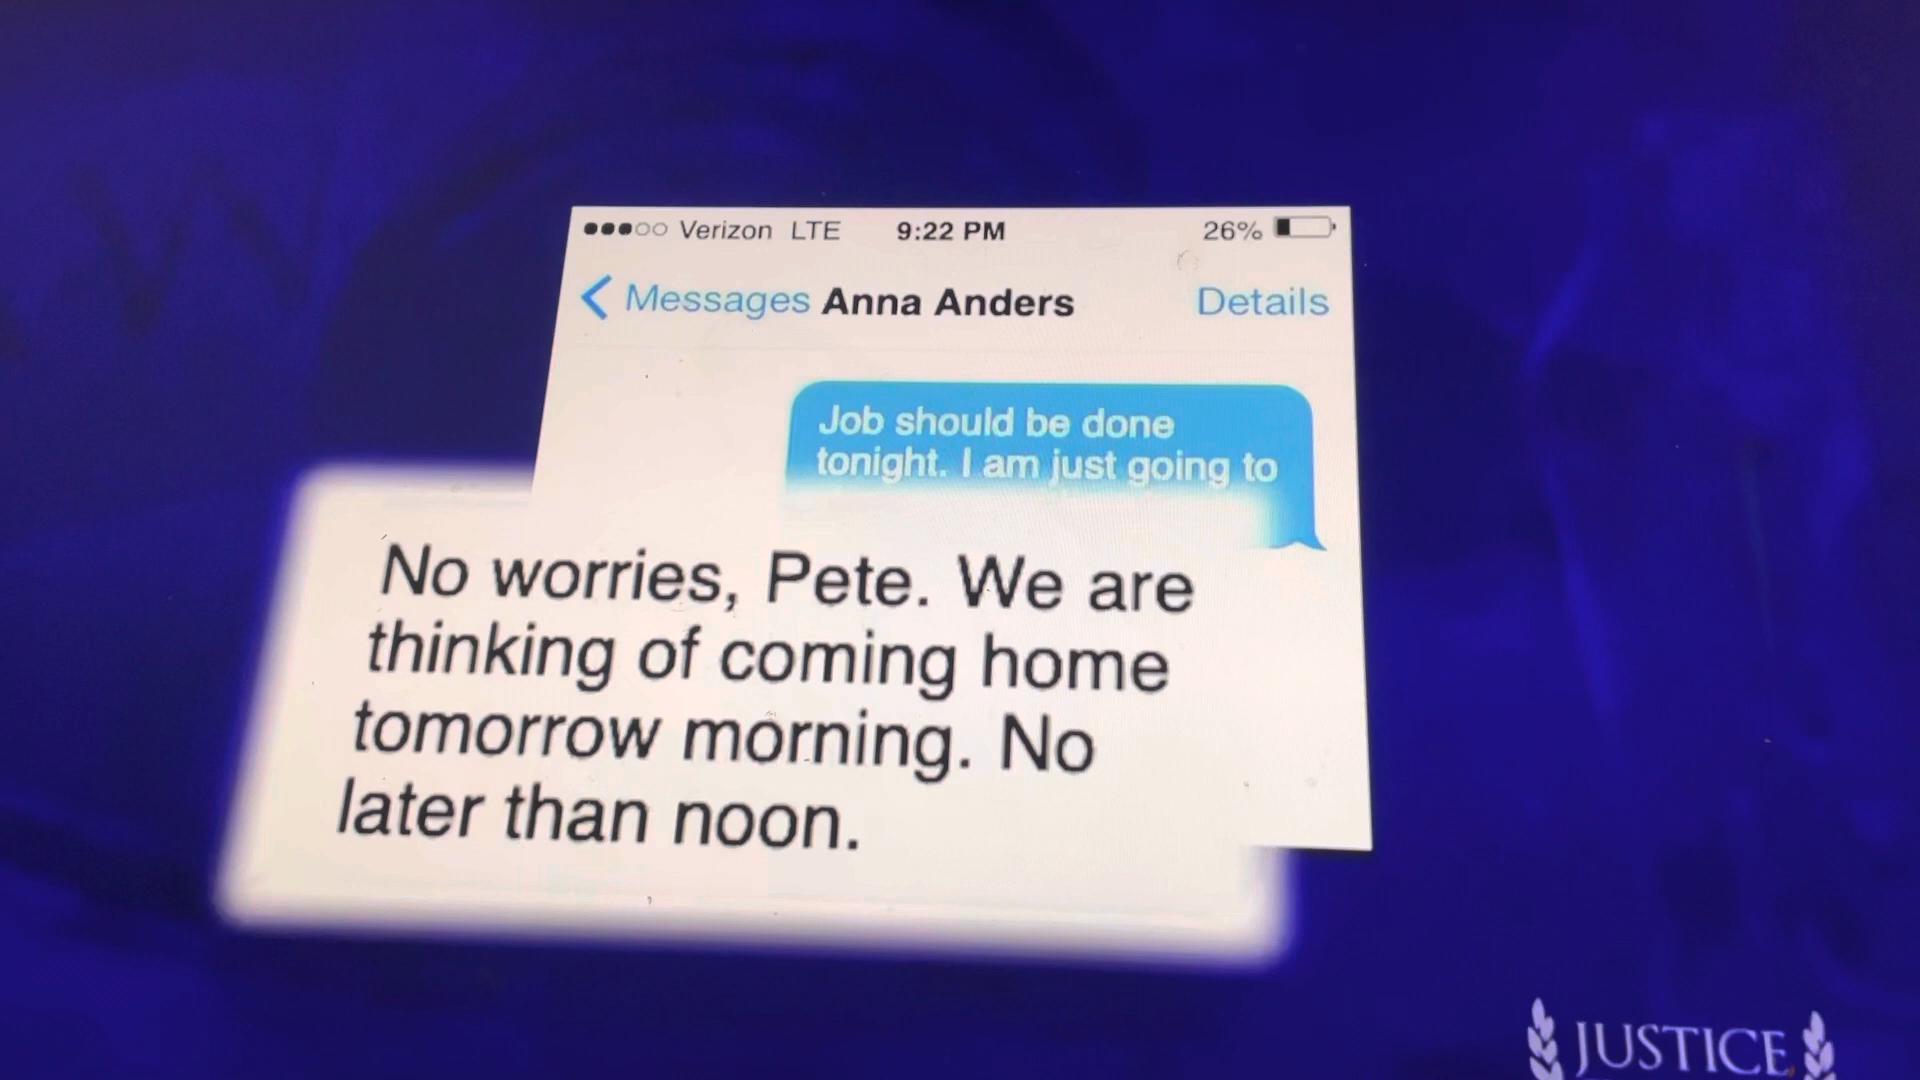 Verizon LTE 9:22 PM 26%
Messages Anna Anders Details
Job should be done
tonight. I am just going to
No worries, Pete. We are
thinking of coming home
tomorrow morning. No
later than noon.
JUSTICE